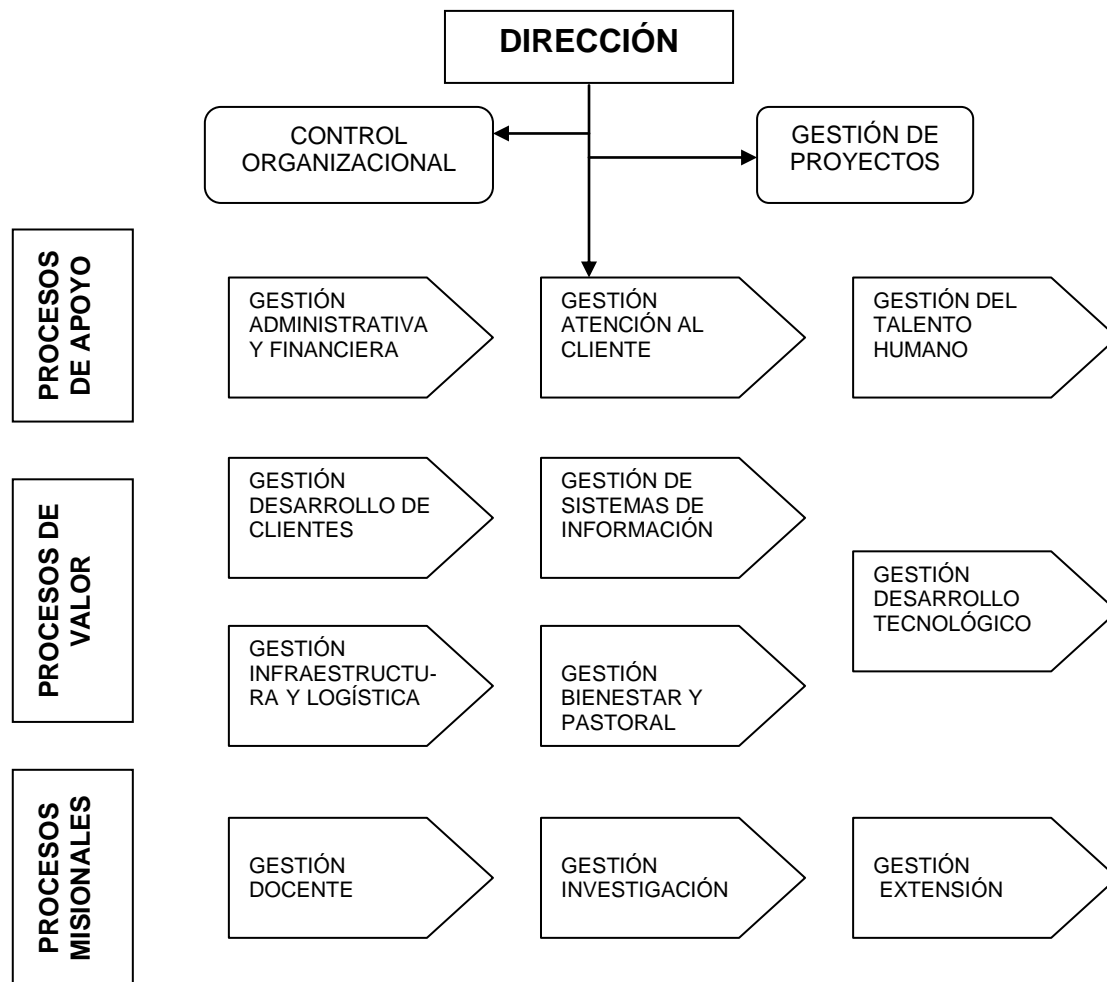 DIRECCIÓN
CONTROL
ORGANIZACIONAL
GESTIÓN DE
PROYECTOS
PROCESOS
DE APOYO
GESTIÓN
ADMINISTRATIVA
Y FINANCIERA
GESTIÓN
ATENCIÓN AL
CLIENTE
GESTIÓN DEL
TALENTO
HUMANO
PROCESOS DE
VALOR
GESTIÓN
DESARROLLO DE
CLIENTES
GESTIÓN DE
SISTEMAS DE
INFORMACIÓN
GESTIÓN
DESARROLLO
TECNOLÓGICO
GESTIÓN
INFRAESTRUCTU-
RA Y LOGÍSTICA
GESTIÓN
BIENESTAR Y
PASTORAL
PROCESOS
MISIONALES
GESTIÓN
DOCENTE
GESTIÓN
INVESTIGACIÓN
GESTIÓN
EXTENSIÓN